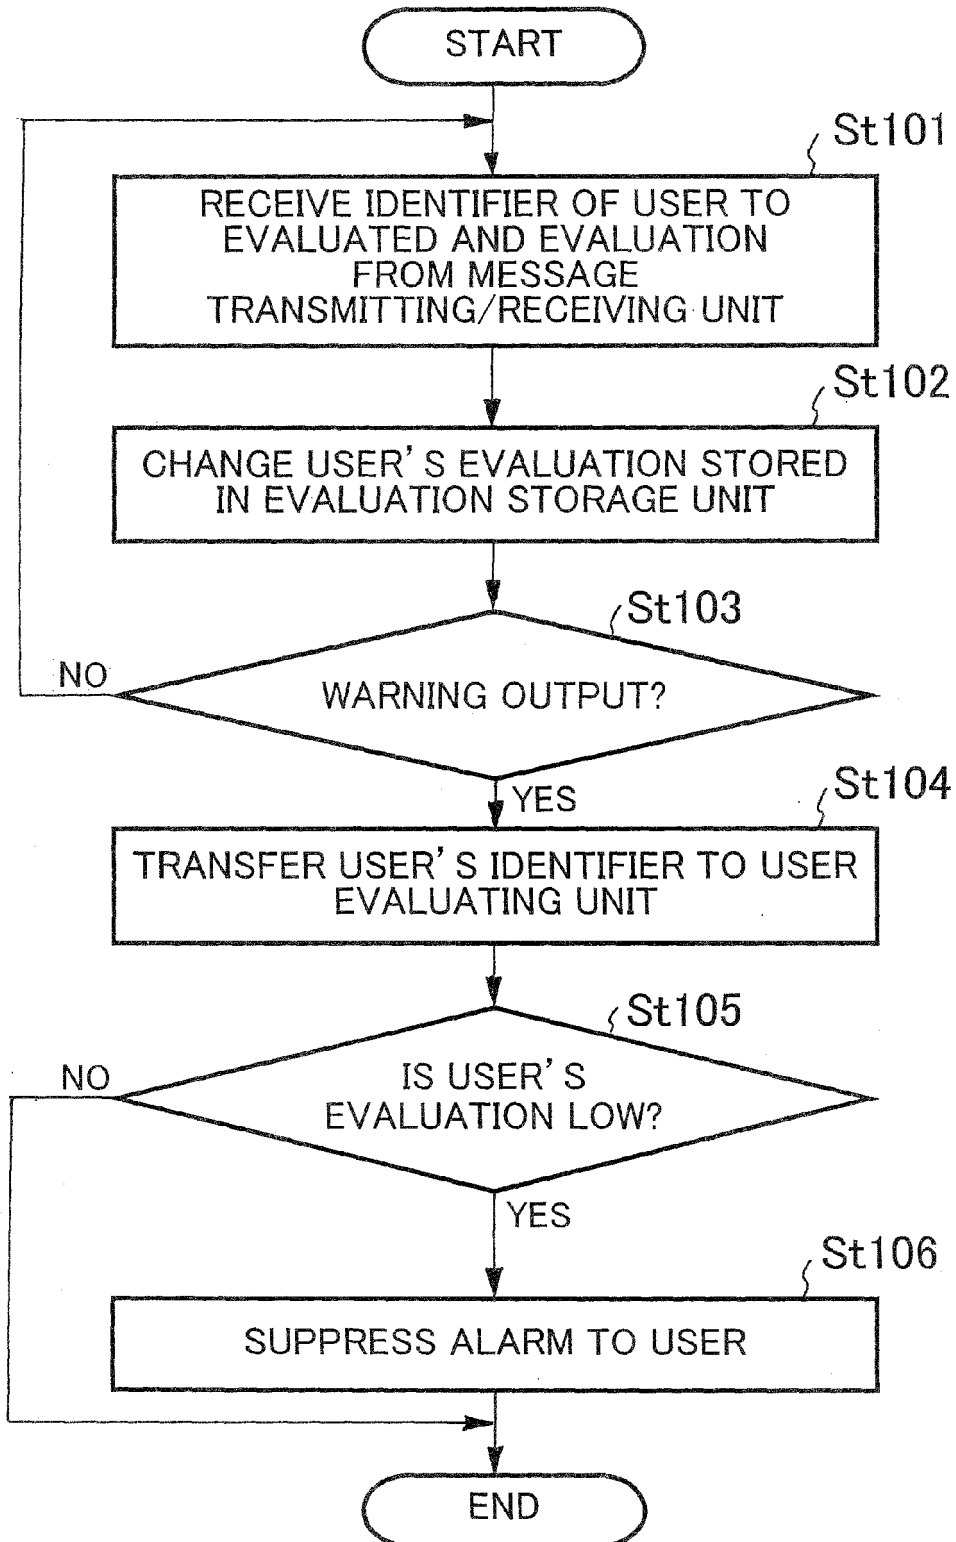 START
St101
RECEIVE IDENTIFIER OF USER TO
EVALUATED AND EVALUATION
FROM MESSAGE
TRANSMITTING/RECEIVING UNIT
St102
CHANGE USER'S EVALUATION STORED
IN EVALUATION STORAGE UNIT
St103
NO
WARNING OUTPUT?
YES
St104
TRANSFER USER'S IDENTIFIER TO USER
EVALUATING UNIT
St105
NO
IS USER'S
EVALUATION LOW?
YES
St106
SUPPRESS ALARM TO USER
END